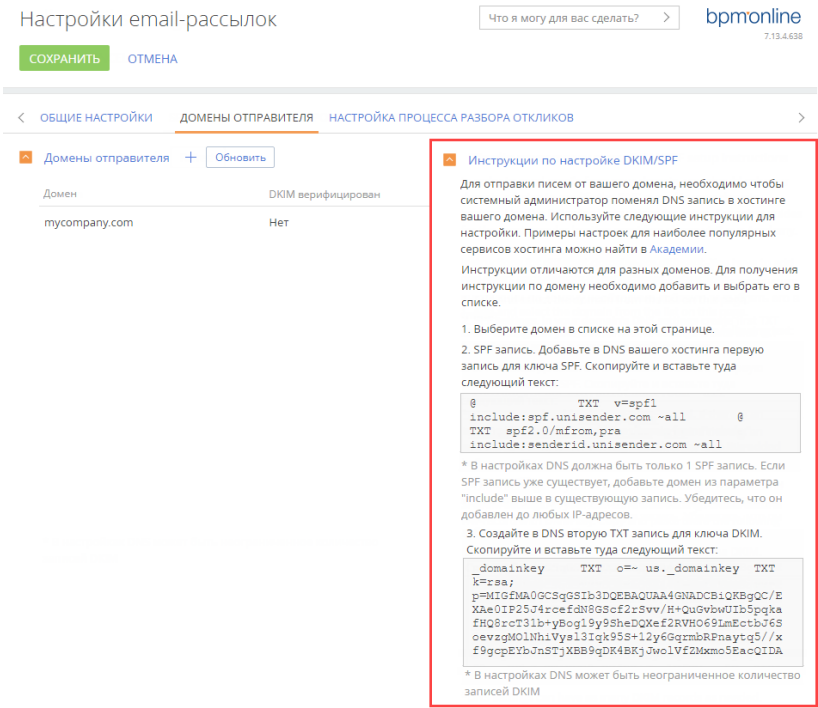 Настройки email-рассылок
Что я могу для вас сделать?
bpm'online
7.13.4.638
СОХРАНИТЬ ОТМЕНА
ОБЩИЕ НАСТРОЙКИ ДОМЕНЫ ОТПРАВИТЕЛЯ НАСТРОЙКА ПРОЦЕССА РАЗБОРА ОТКЛИКОВ
Домены отправителя + Обновить
Домен DKIM верифицирован
mycompany.com Нет
Инструкции по настройке DKIM/SPF
Для отправки писем от вашего домена, необходимо чтобы
системный администратор поменял DNS запись в хостинге
вашего домена. Используйте следующие инструкции для
настройки. Примеры настроек для наиболее популярных
сервисов хостинга можно найти в Академии.
Инструкции отличаются для разных доменов. Для получения
инструкции по домену необходимо добавить и выбрать его в
списке.
1. Выберите домен в списке на этой странице.
2. SPF запись. Добавьте в DNS вашего хостинга первую
запись для ключа SPF. Скопируйте и вставьте туда
следующий текст:
@ TXT v=spf1
include:spf.unisender.com ~all @
TXT spf2.0/mfrom,pra
include:senderid.unisender.com ~all
* В настройках DNS должна быть только 1 SPF запись. Если
SPF запись уже существует, добавьте домен из параметра
"include" выше в существующую запись. Убедитесь, что он
добавлен до любых IP-адресов.
3. Создайте в DNS вторую TXT запись для ключа DKIM.
Скопируйте и вставьте туда следующий текст:
_domainkey TXT o=~ us._domainkey TXT
k=rsa;
p=MIGfMA0GCSqGSIb3DQEBAQUAA4GNADCBiQKBgQC/E
XAe0IP25J4rcefdN8GScf2rSvv/H+QuGvbwUIb5pqka
fHQ8rcT31b+yBog19y9SheDQXef2RVHO69LmEctbJ6S
oevzgMOlNhiVysl3Iqk95S+12y6GqrmbRPnaytq5//x
f9gcpEYbJnSTjXBB9qDK4BKjJwolVfZMxmo5EacQIDA
* В настройках DNS может быть неограниченное количество
записей DKIM